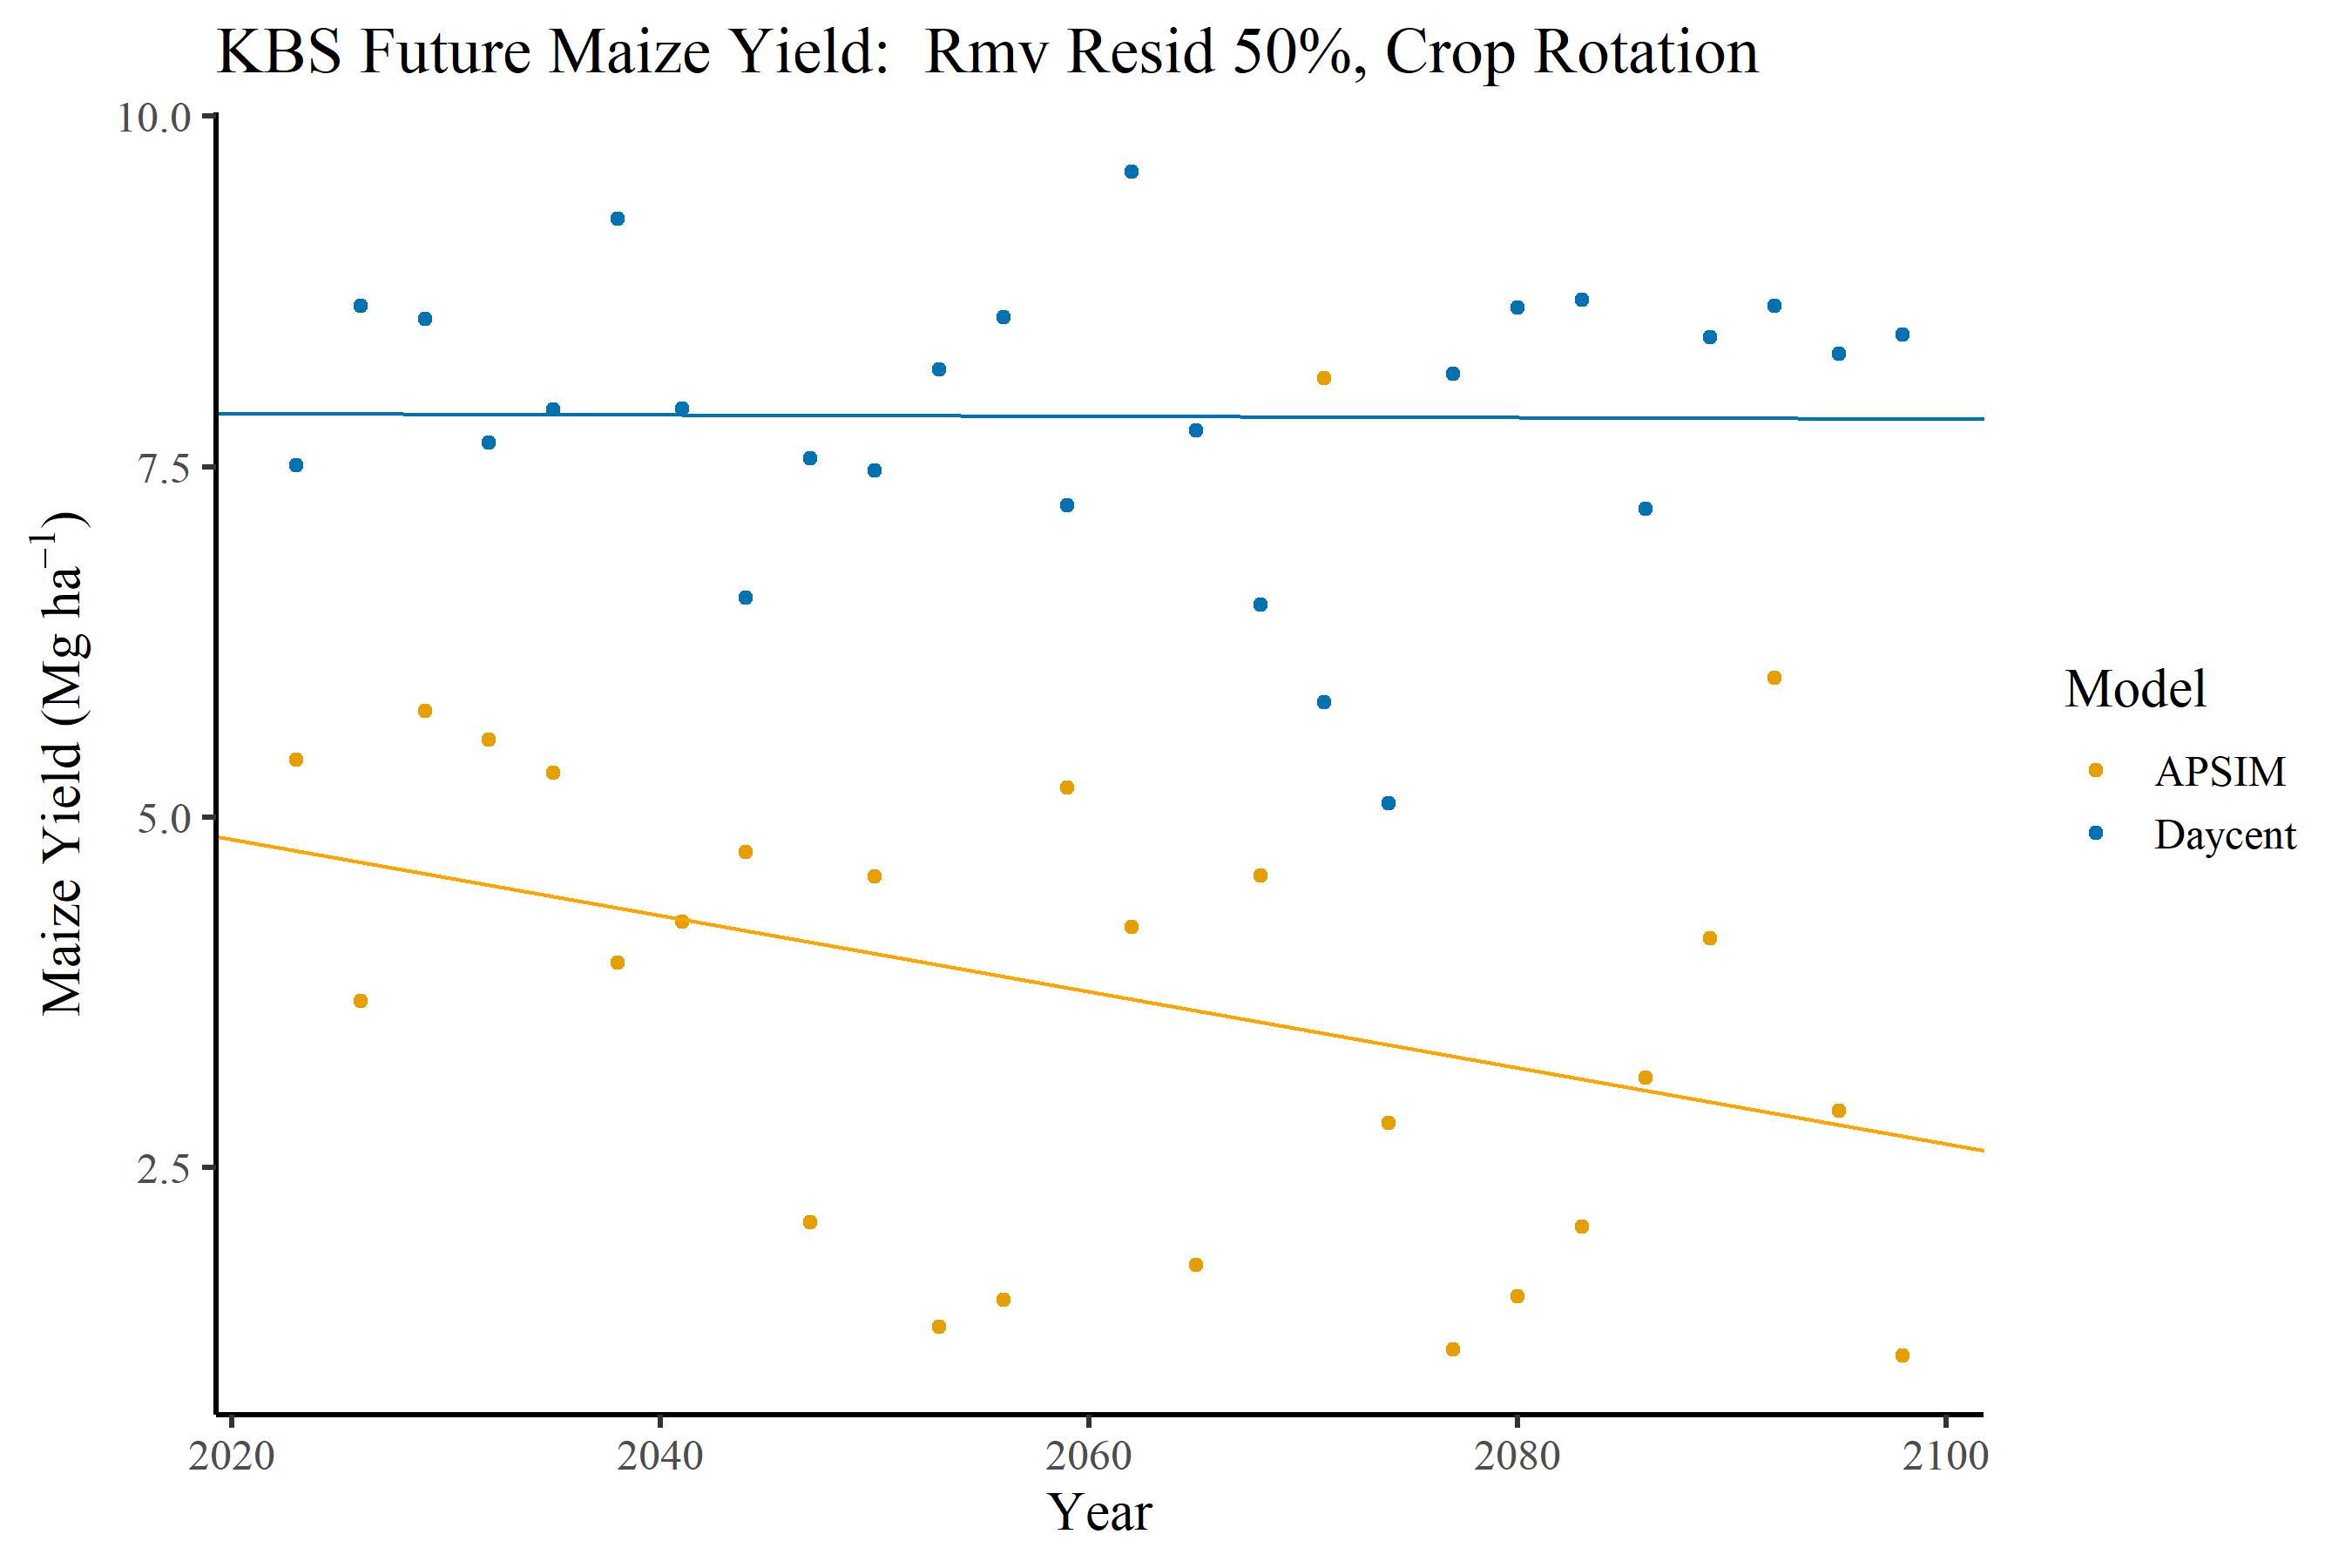 KBS Future Maize Yield:  Rmv Resid 50%, Crop Rotation
10.0
7.5
5.0
2.5
Maize Yield (Mg ha⁻¹)
2020 2040 2060 2080 2100
Year
Model
APSIM
Daycent